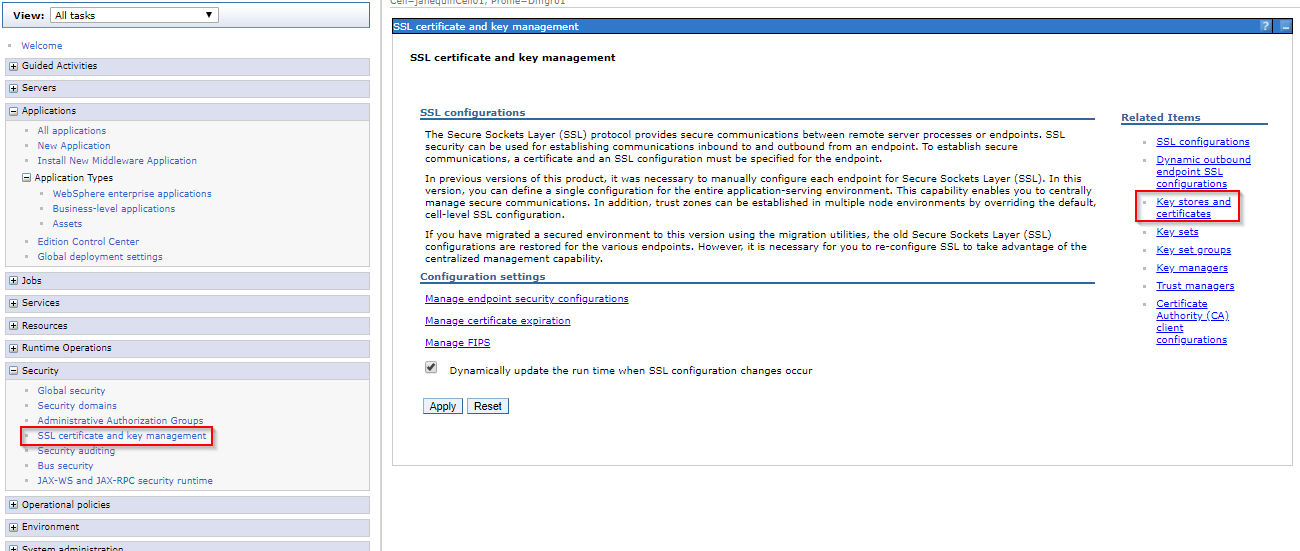 View: All tasks
Welcome
Guided Activities
Servers
Applications
All applications
New Application
Install New Middleware Application
Application Types
WebSphere enterprise applications
Business-level applications
Assets
Edition Control Center
Global deployment settings
Jobs
Services
Resources
Runtime Operations
Security
Global security
Security domains
Administrative Authorization Groups
SSL certificate and key management
Security auditing
Bus security
JAX-WS and JAX-RPC security runtime
Operational policies
Environment
System administration
Cell=janequinCell01, Profile=Dmgr01
SSL certificate and key management
?
SSL certificate and key management
SSL configurations
The Secure Sockets Layer (SSL) protocol provides secure communications between remote server processes or endpoints. SSL
security can be used for establishing communications inbound to and outbound from an endpoint. To establish secure
communications, a certificate and an SSL configuration must be specified for the endpoint.
In previous versions of this product, it was necessary to manually configure each endpoint for Secure Sockets Layer (SSL). In this
version, you can define a single configuration for the entire application-serving environment. This capability enables you to centrally
manage secure communications. In addition, trust zones can be established in multiple node environments by overriding the default,
cell-level SSL configuration.
If you have migrated a secured environment to this version using the migration utilities, the old Secure Sockets Layer (SSL)
configurations are restored for the various endpoints. However, it is necessary for you to re-configure SSL to take advantage of the
centralized management capability.
Configuration settings
Manage endpoint security configurations
Manage certificate expiration
Manage FIPS
Dynamically update the run time when SSL configuration changes occur
Apply Reset
Related Items
SSL configurations
Dynamic outbound
endpoint SSL
configurations
Key stores and
certificates
Key sets
Key set groups
Key managers
Trust managers
Certificate
Authority (CA)
client
configurations